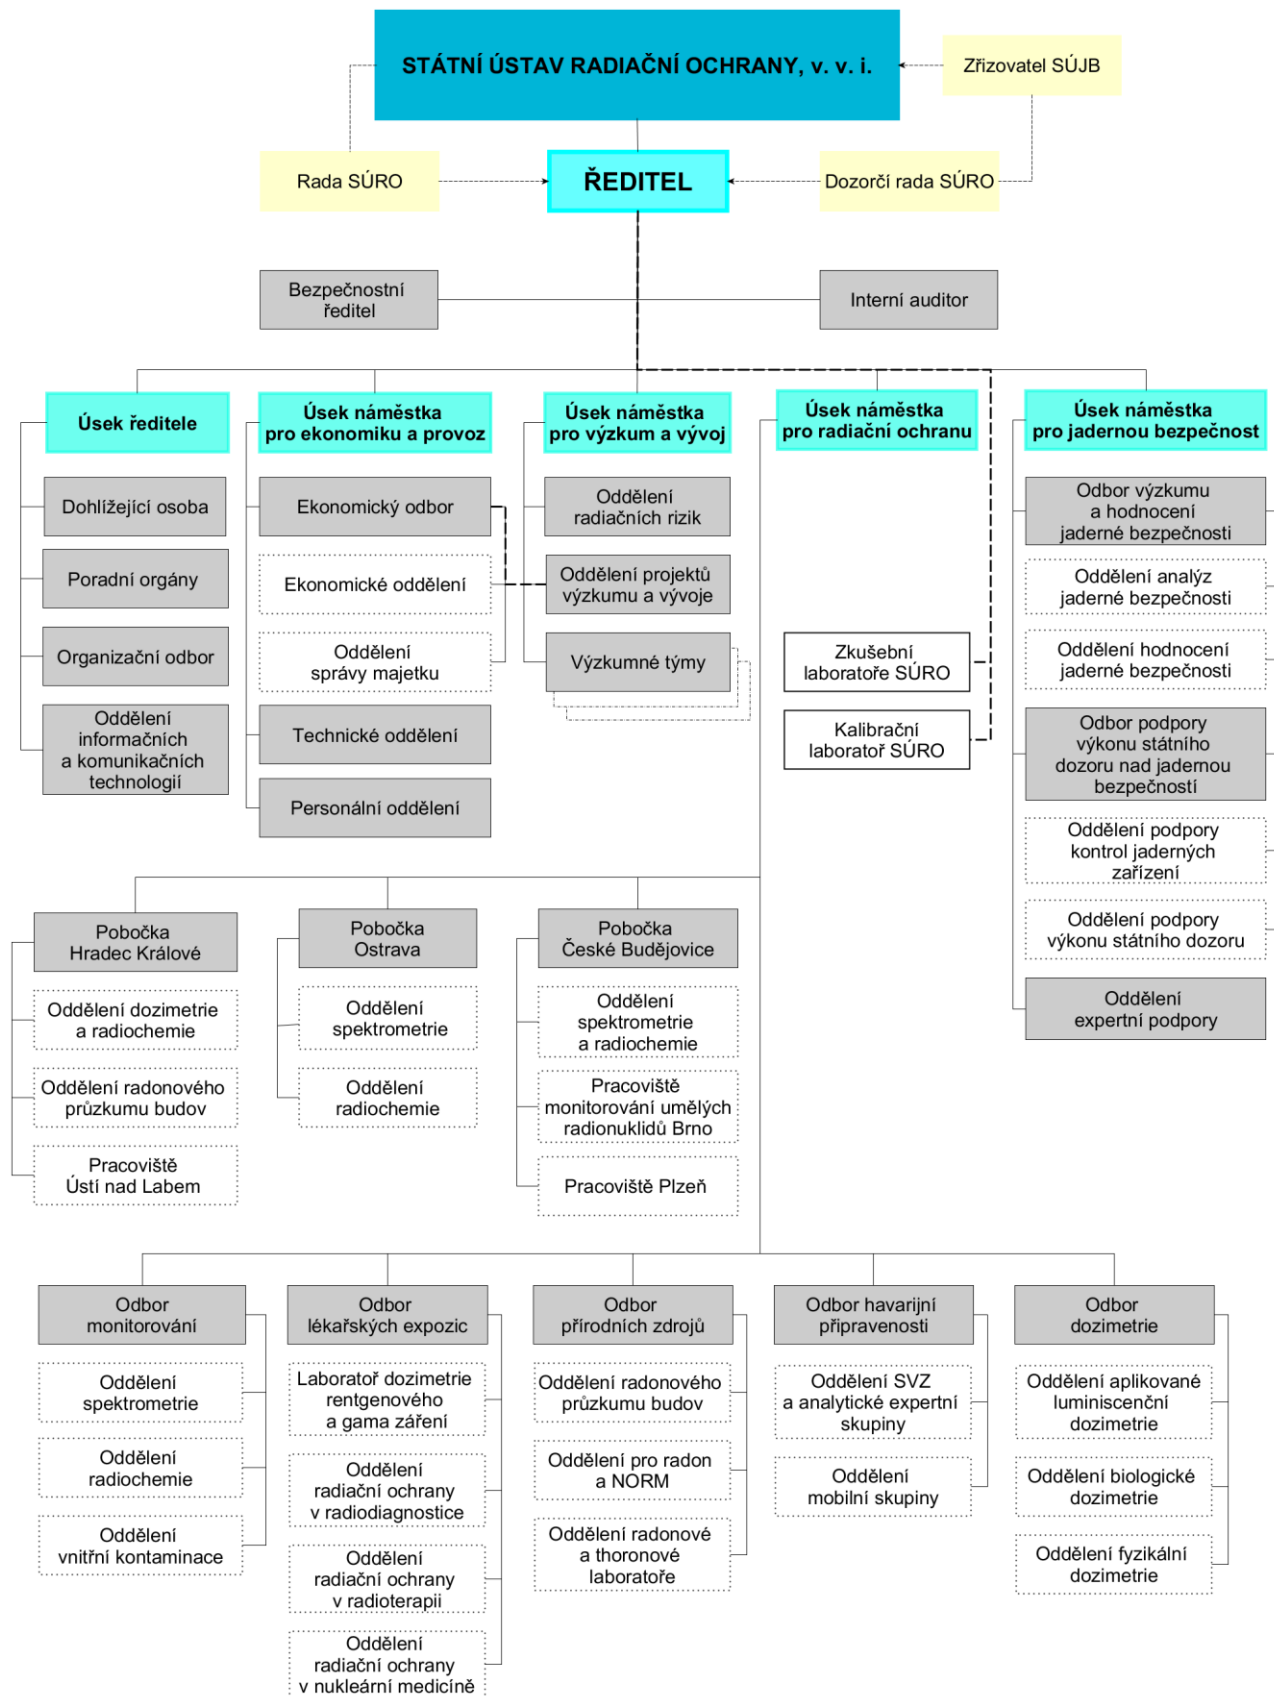 STÁTNÍ ÚSTAV RADIAČNÍ OCHRANY, v. v. i.
Zřizovatel SÚJB
Rada SÚRO
ŘEDITEL
Dozorčí rada SÚRO
Bezpečnostní
ředitel
Interní auditor
Úsek ředitele
Úsek náměstka
pro ekonomiku a provoz
Úsek náměstka
pro výzkum a vývoj
Úsek náměstka
pro radiační ochranu
Úsek náměstka
pro jadernou bezpečnost
Dohlížející osoba
Poradní orgány
Organizační odbor
Oddělení
informačních
a komunikačních
technologií
Ekonomický odbor
Ekonomické oddělení
Oddělení
správy majetku
Technické oddělení
Personální oddělení
Oddělení
radiačních rizik
Oddělení projektů
výzkumu a vývoje
Výzkumné týmy
Zkušební
laboratoře SÚRO
Kalibrační
laboratoř SÚRO
Odbor výzkumu
a hodnocení
jaderné bezpečnosti
Oddělení analýz
jaderné bezpečnosti
Oddělení hodnocení
jaderné bezpečnosti
Odbor podpory
výkonu státního
dozoru nad jadernou
bezpečností
Oddělení podpory
kontrol jaderných
zařízení
Oddělení podpory
výkonu státního dozoru
Oddělení
expertní podpory
Pobočka
Hradec Králové
Oddělení dozimetrie
a radiochemie
Oddělení radonového
průzkumu budov
Pracoviště
Ústí nad Labem
Pobočka
Ostrava
Oddělení
spektrometrie
Oddělení
radiochemie
Pobočka
České Budějovice
Oddělení
spektrometrie
a radiochemie
Pracoviště
monitorování umělých
radionuklidů Brno
Pracoviště Plzeň
Odbor
monitorování
Oddělení
spektrometrie
Oddělení
radiochemie
Oddělení
vnitřní kontaminace
Odbor
lékařských expozic
Laboratoř dozimetrie
rentgenového
a gama záření
Oddělení
radiační ochrany
v radiodiagnostice
Oddělení
radiační ochrany
v radioterapii
Oddělení
radiační ochrany
v nukleární medicíně
Odbor
přírodních zdrojů
Oddělení radonového
průzkumu budov
Oddělení pro radon
a NORM
Oddělení radonové
a thoronové
laboratoře
Odbor havarijní
připravenosti
Oddělení SVZ
a analytické expertní
skupiny
Oddělení
mobilní skupiny
Odbor
dozimetrie
Oddělení aplikované
luminiscenční
dozimetrie
Oddělení biologické
dozimetrie
Oddělení fyzikální
dozimetrie